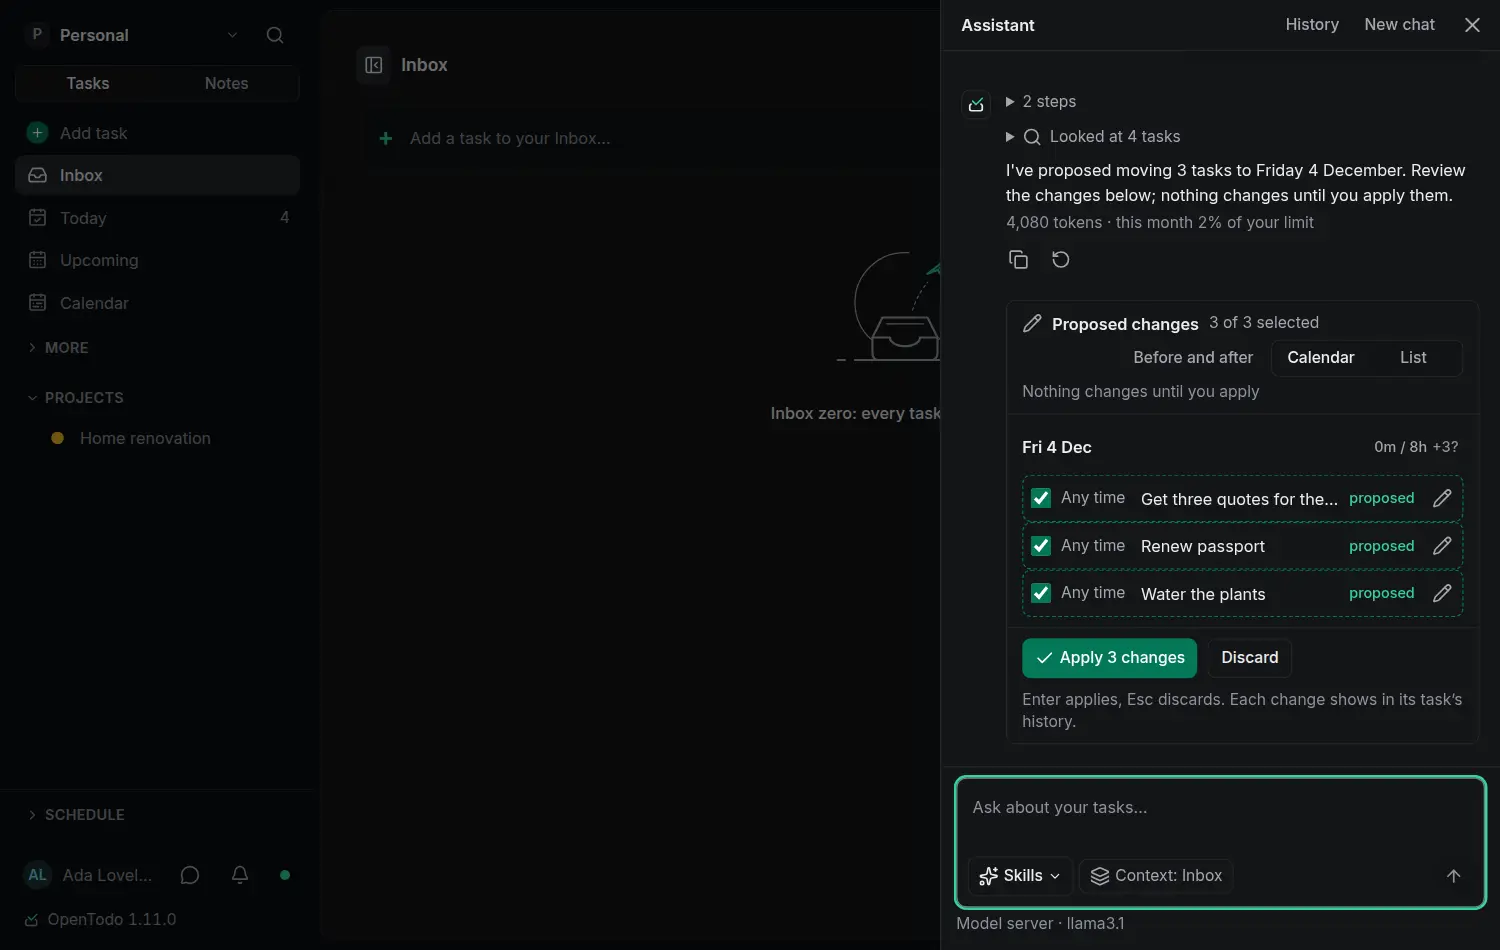 P Personal
Tasks Notes
Add task
Inbox
Today 4
Upcoming
Calendar
MORE
PROJECTS
Home renovation
SCHEDULE
AL Ada Lovel...
OpenTodo 1.11.0
Inbox
Add a task to your Inbox...
Inbox zero: every task
Assistant History New chat
2 steps
Looked at 4 tasks
I've proposed moving 3 tasks to Friday 4 December. Review
the changes below; nothing changes until you apply them.
4,080 tokens · this month 2% of your limit
Proposed changes 3 of 3 selected
Before and after Calendar List
Nothing changes until you apply
Fri 4 Dec 0m / 8h +3?
Any time Get three quotes for the... proposed
Any time Renew passport proposed
Any time Water the plants proposed
Apply 3 changes Discard
Enter applies, Esc discards. Each change shows in its task's
history.
Ask about your tasks...
Skills Context: Inbox
Model server · llama3.1